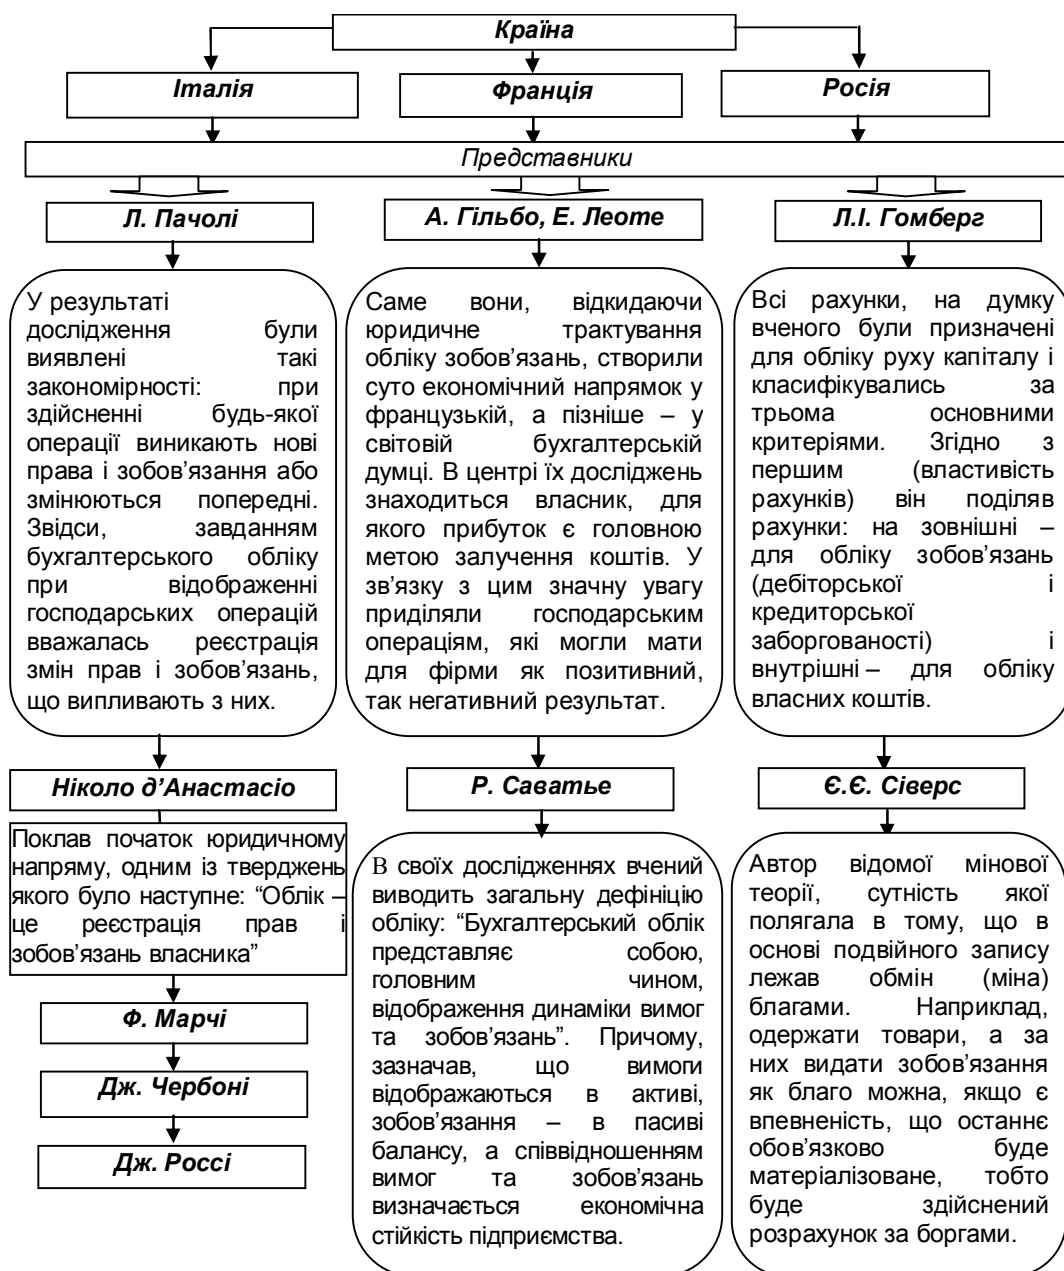 Країна
Італія
Франція
Росія
Представники
Л. Пачолі
У результаті
дослідження були
виявлені такі
закономірності: при
здійсненні будь-якої
операції виникають нові
права і зобов’язання або
змінюються попередні.
Звідси, завданням
бухгалтерського обліку
при відображенні
господарських операцій
вважалась реєстрація
змін прав і зобов’язань,
що випливають з них.
Ніколо д’Анастасіо
Поклав початок юридичному
напряму, одним із тверджень
якого було наступне: “Облік –
це реєстрація прав і
зобов’язань власника”
Ф. Марчі
Дж. Чербоні
Дж. Россі
А. Гільбо, Е. Леоте
Саме вони, відкидаючи
юридичне трактування
обліку зобов’язань, створили
суто економічний напрямок у
французькій, а пізніше – у
світовій бухгалтерській
думці. В центрі їх досліджень
знаходиться власник, для
якого прибуток є головною
метою залучення коштів. У
зв’язку з цим значну увагу
приділяли господарським
операціям, які могли мати
для фірми як позитивний,
так негативний результат.
Р. Саватье
В своїх дослідженнях вчений
виводить загальну дефініцію
обліку: “Бухгалтерський облік
представляє собою,
головним чином,
відображення динаміки вимог
та зобов’язань”. Причому,
зазначав, що вимоги
відображаються в активі,
зобов’язання – в пасиві
балансу, а співвідношенням
вимог та зобов’язань
визначається економічна
стійкість підприємства.
Л.І. Гомберг
Всі рахунки, на думку
вченого були призначені
для обліку руху капіталу і
класифікувались за
трьома основними
критеріями. Згідно з
першим (властивість
рахунків) він поділяв
рахунки: на зовнішні –
для обліку зобов’язань
(дебіторської і
кредиторської
заборгованості) і
внутрішні – для обліку
власних коштів.
Є.Є. Сіверс
Автор відомої мінової
теорії, сутність якої
полягала в тому, що в
основі подвійного запису
лежав обмін (міна)
благами. Наприклад,
одержати товари, а за
них видати зобов’язання
як благо можна, якщо є
впевненість, що останнє
обов’язково буде
матеріалізоване, тобто
буде здійснений
розрахунок за боргами.